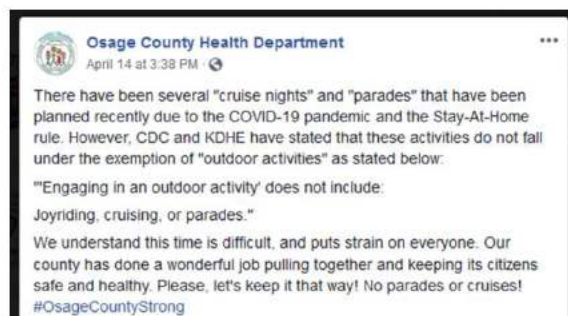 Osage County Health Department
April 14 at 3:38 PM ·
There have been several "cruise nights" and "parades" that have been
planned recently due to the COVID-19 pandemic and the Stay-At-Home
rule. However, CDC and KDHE have stated that these activities do not fall
under the exemption of "outdoor activities" as stated below:
"'Engaging in an outdoor activity' does not include:
Joyriding, cruising, or parades."
We understand this time is difficult, and puts strain on everyone. Our
county has done a wonderful job pulling together and keeping its citizens
safe and healthy. Please, let's keep it that way! No parades or cruises!
#OsageCountyStrong